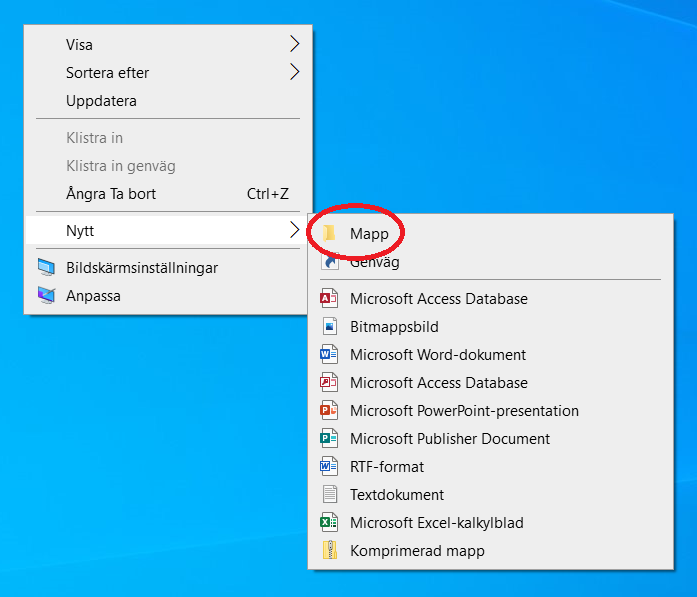 Visa
Sortera efter
Uppdatera
Klistra in
Klistra in genväg
Ångra Ta bort Ctrl+Z
Nytt
Bildskärmsinställningar
Anpassa
Mapp
Genväg
Microsoft Access Database
Bitmappsbild
Microsoft Word-dokument
Microsoft Access Database
Microsoft PowerPoint-presentation
Microsoft Publisher Document
RTF-format
Textdokument
Microsoft Excel-kalkylblad
Komprimerad mapp